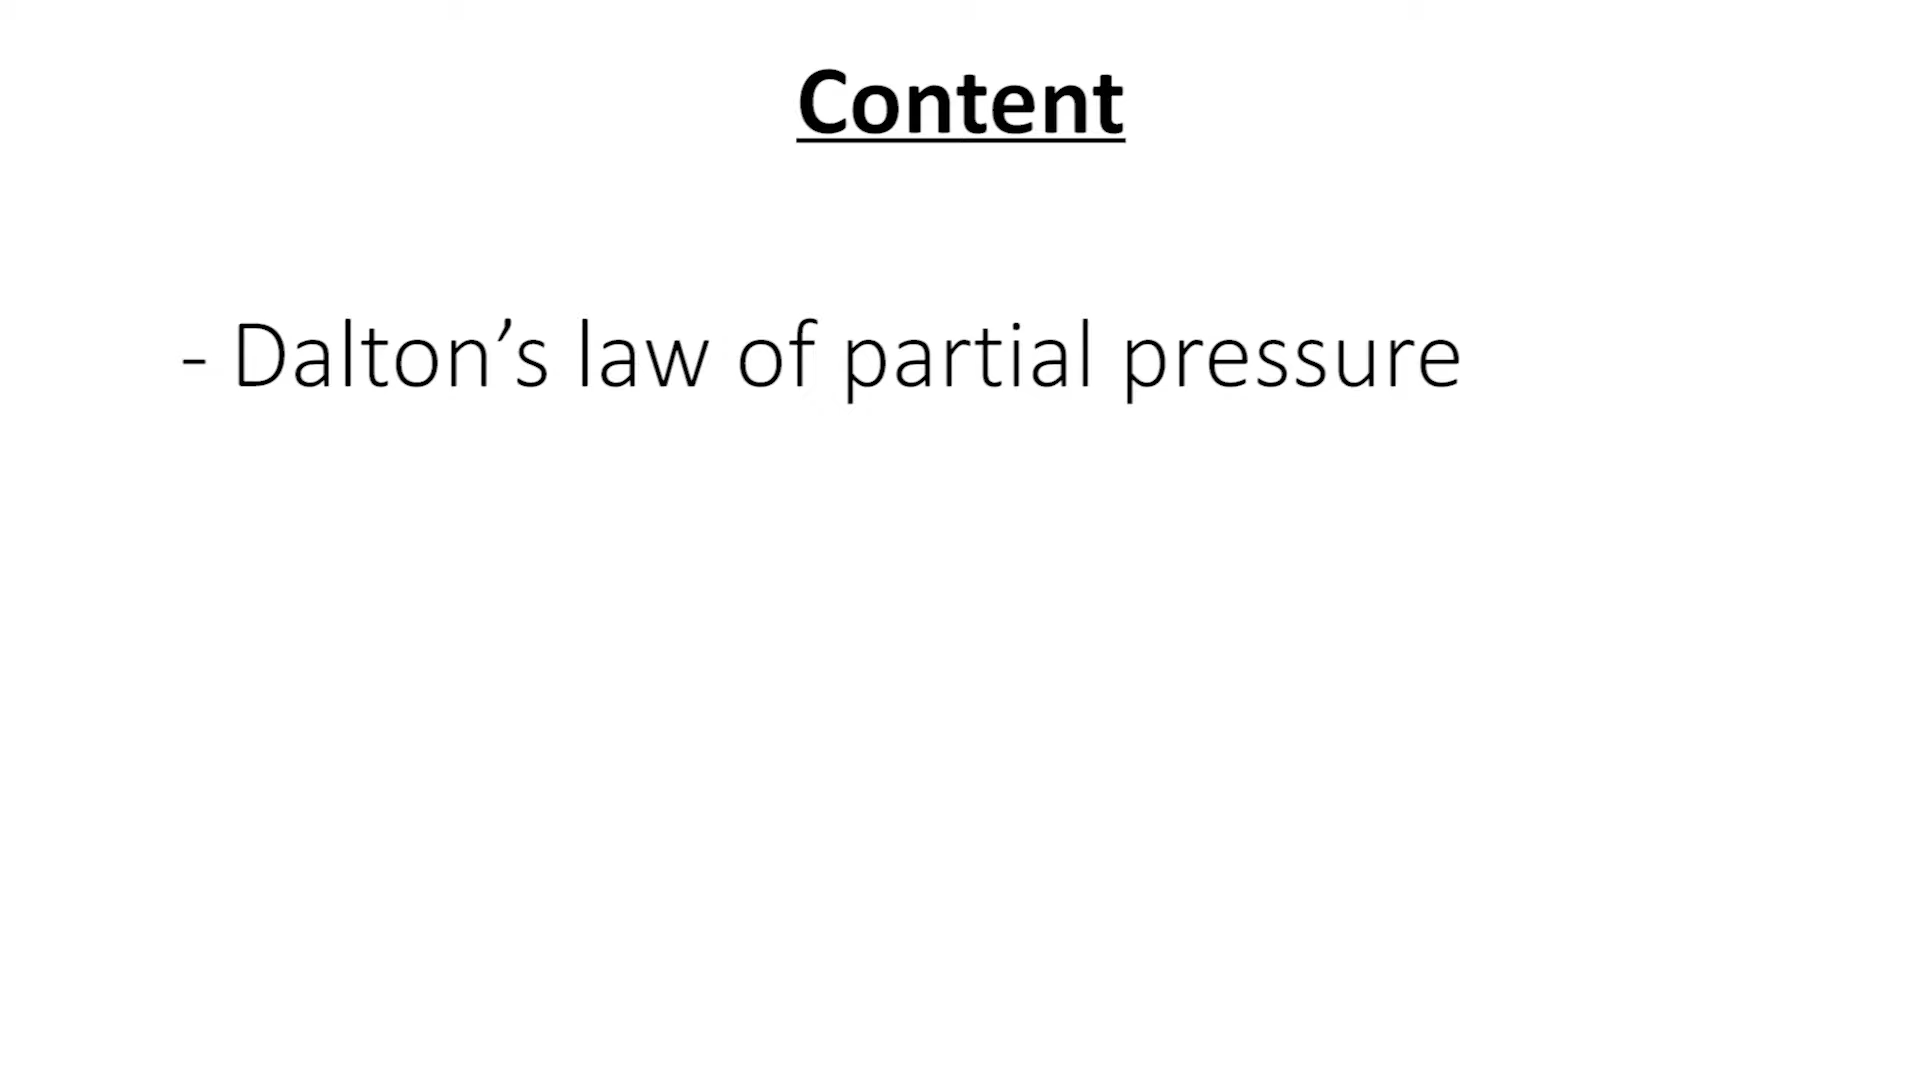 Content
- Dalton’s law of partial pressure